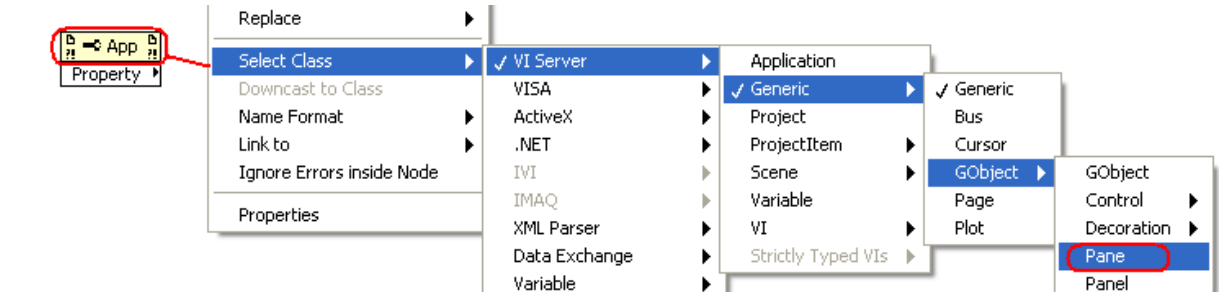 App
Property
Replace
Select Class
Downcast to Class
Name Format
Link to
Ignore Errors inside Node
Properties
VI Server
VISA
ActiveX
.NET
IVI
IMAQ
XML Parser
Data Exchange
Variable
Application
Generic
Project
ProjectItem
Scene
Variable
VI
Strictly Typed VIs
Generic
Bus
Cursor
GObject
Page
Plot
GObject
Control
Decoration
Pane
Panel